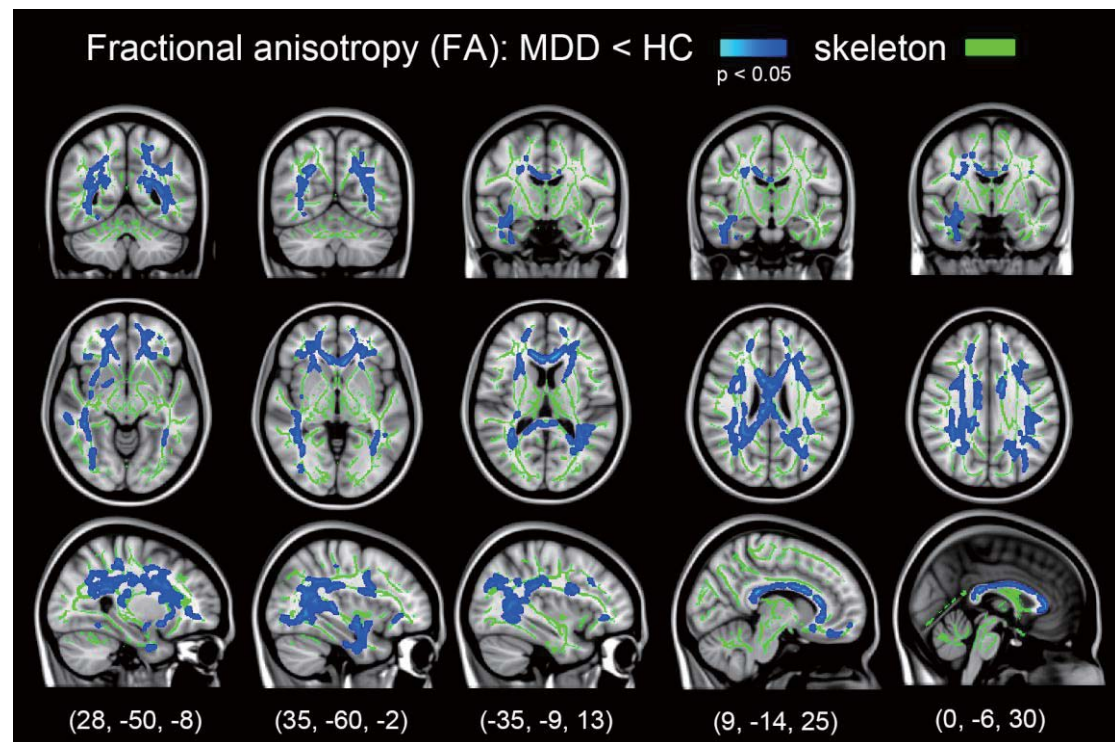 Fractional anisotropy (FA): MDD < HC skeleton
p < 0.05
(28, -50, -8) (35, -60, -2) (-35, -9, 13) (9, -14, 25) (0, -6, 30)